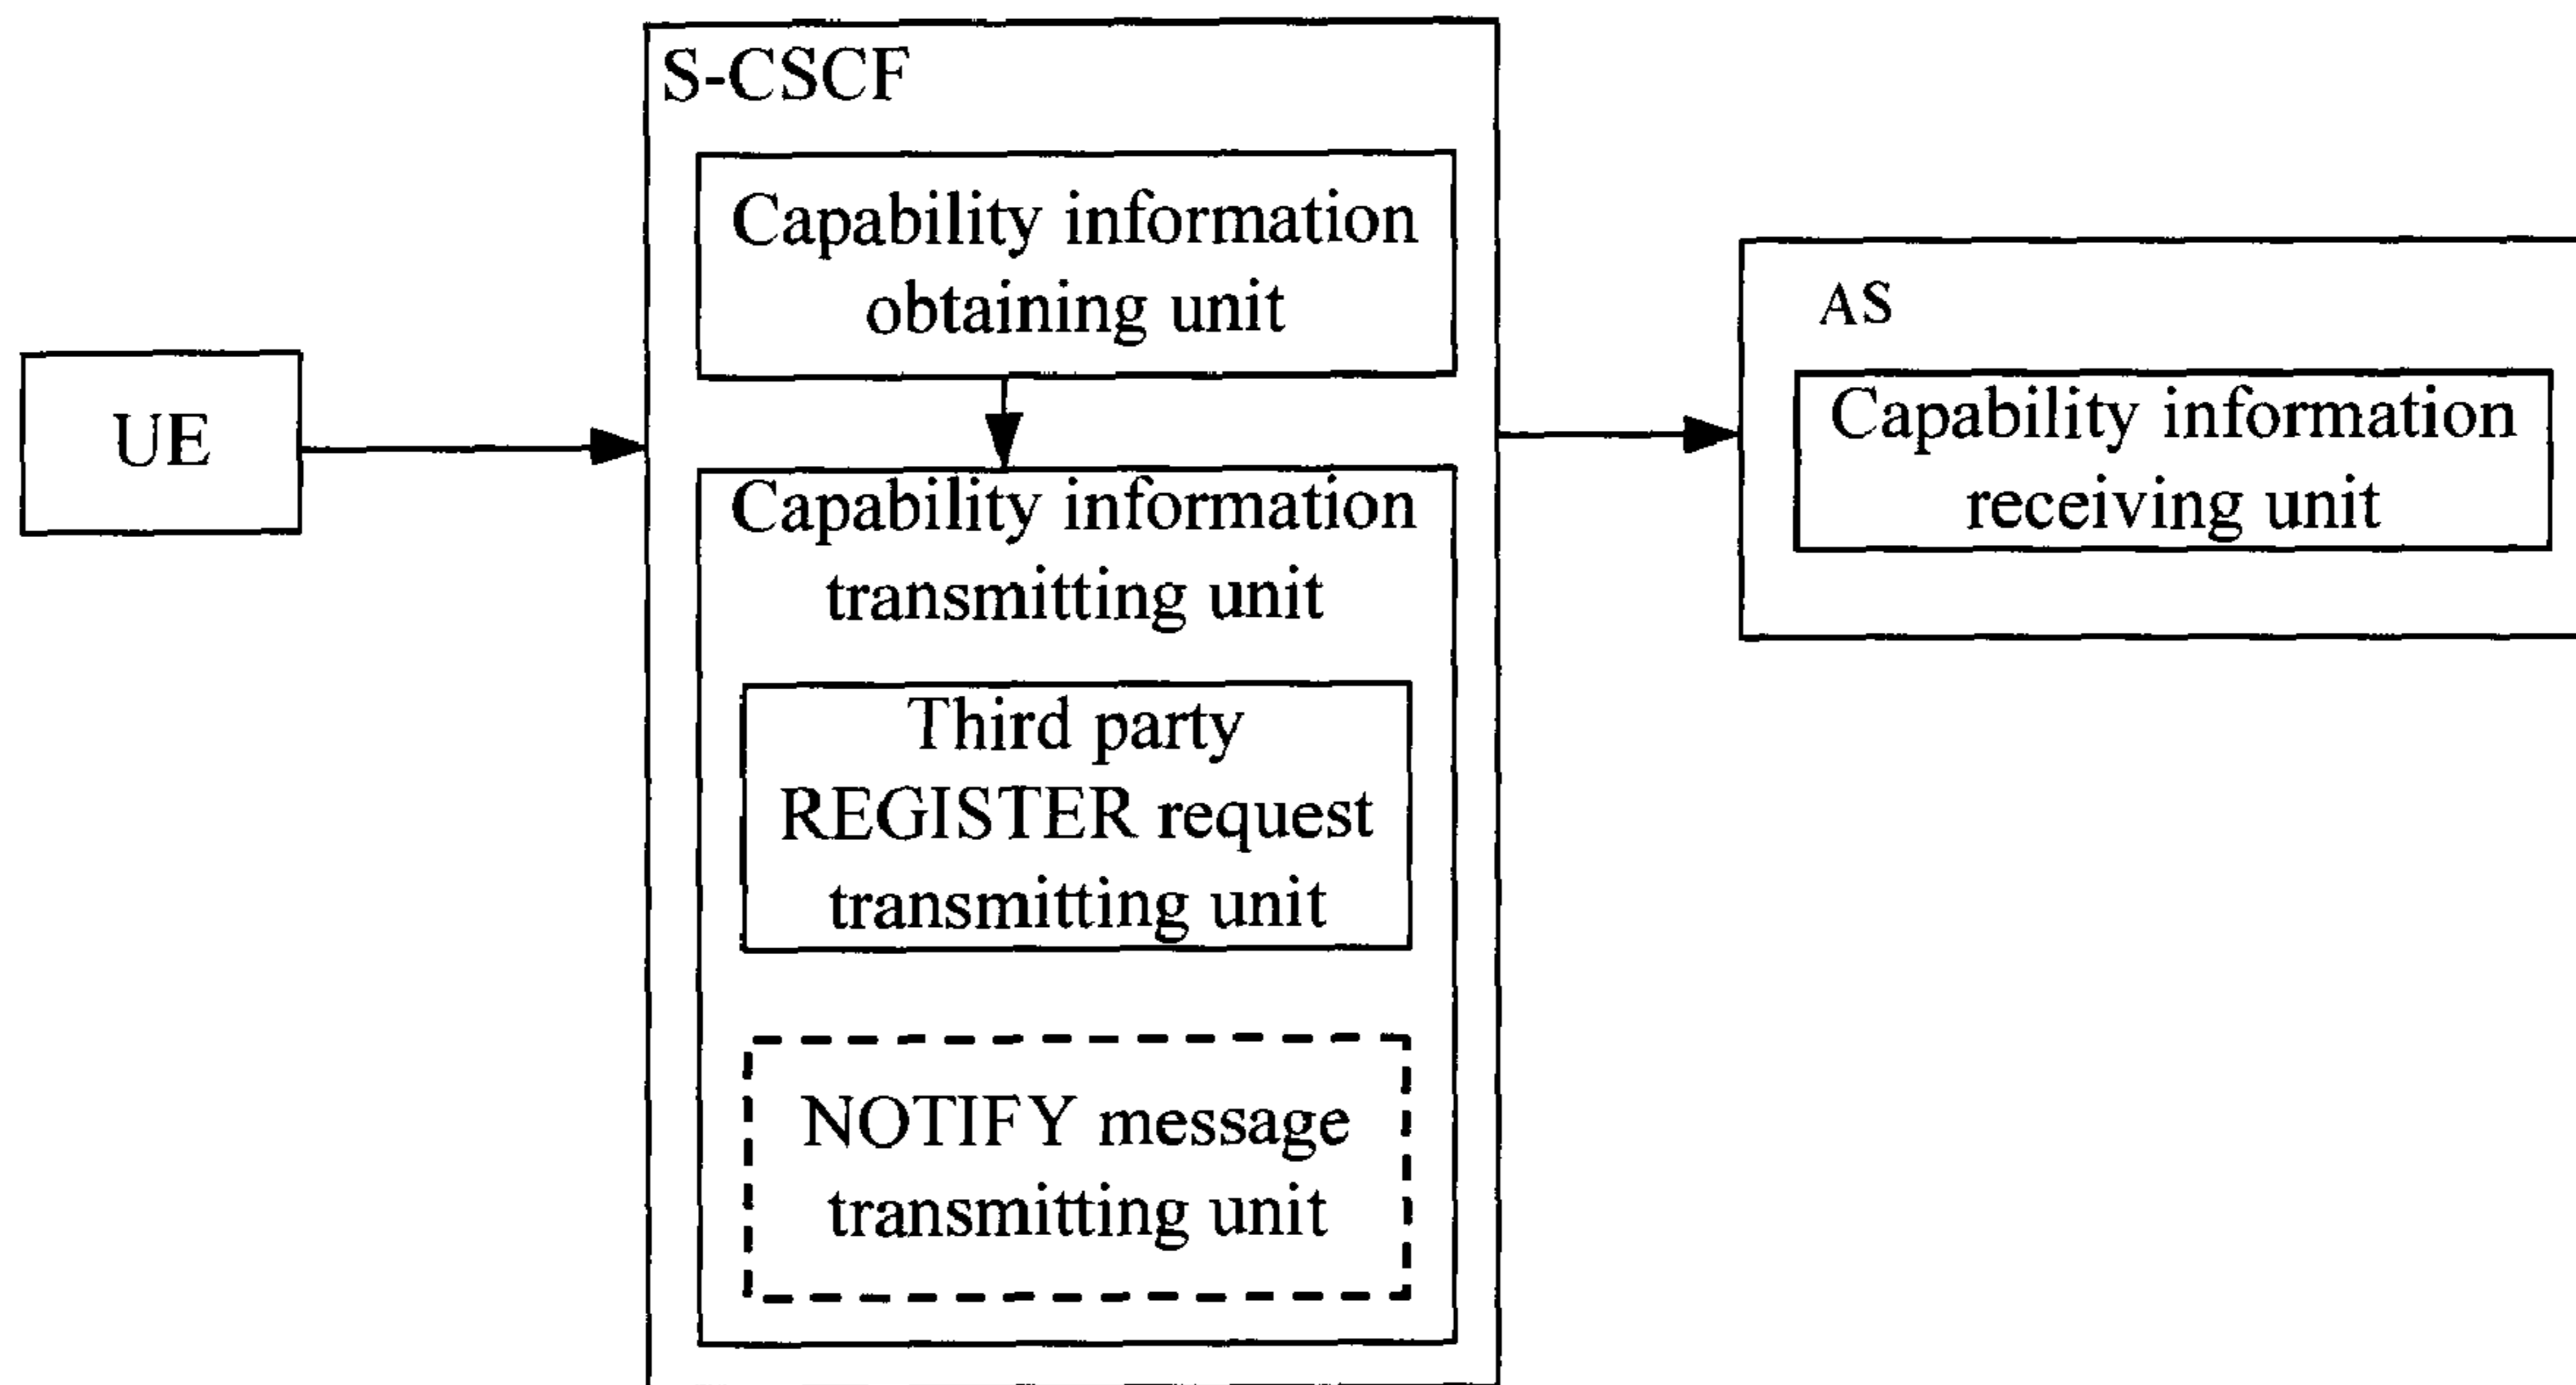 S-CSCF
Capability information
obtaining unit
UE
Capability information
transmitting unit
Third party
REGISTER request
transmitting unit
NOTIFY message
transmitting unit
AS
Capability information
receiving unit